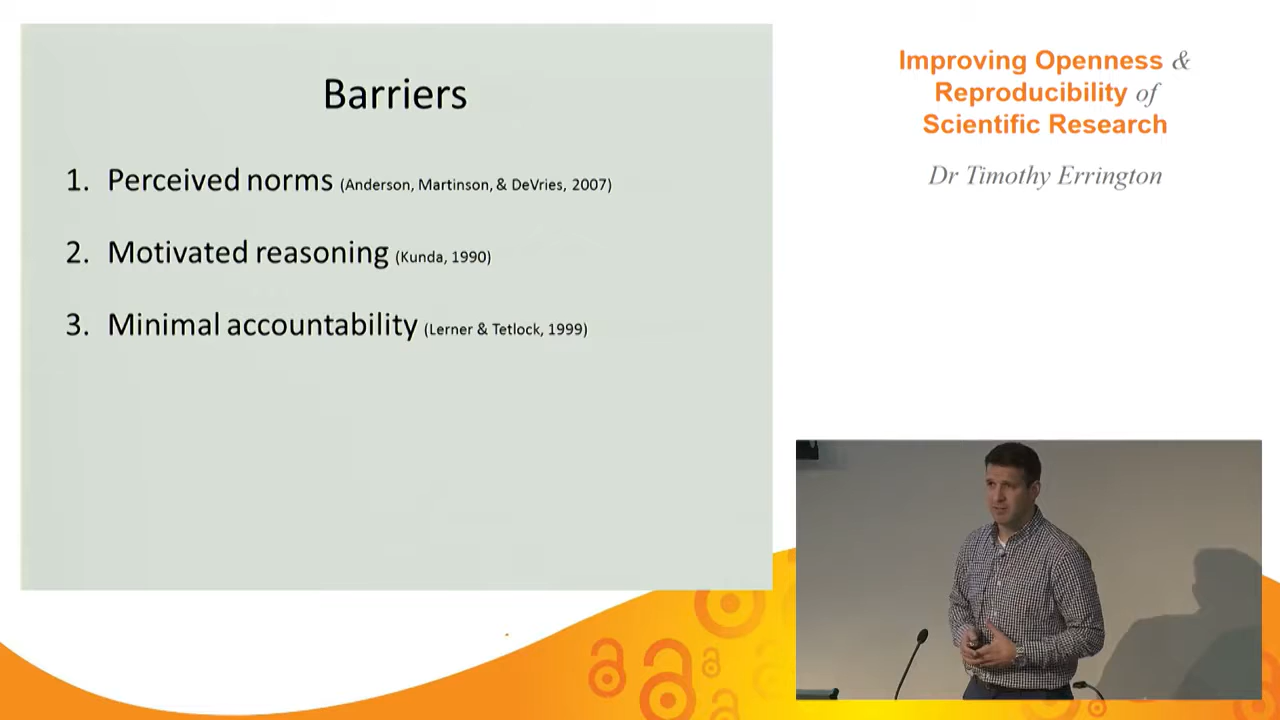 Barriers
1. Perceived norms (Anderson, Martinson, & DeVries, 2007)
2. Motivated reasoning (Kunda, 1990)
3. Minimal accountability (Lerner & Tetlock, 1999)
Improving Openness &
Reproducibility of
Scientific Research
Dr Timothy Errington